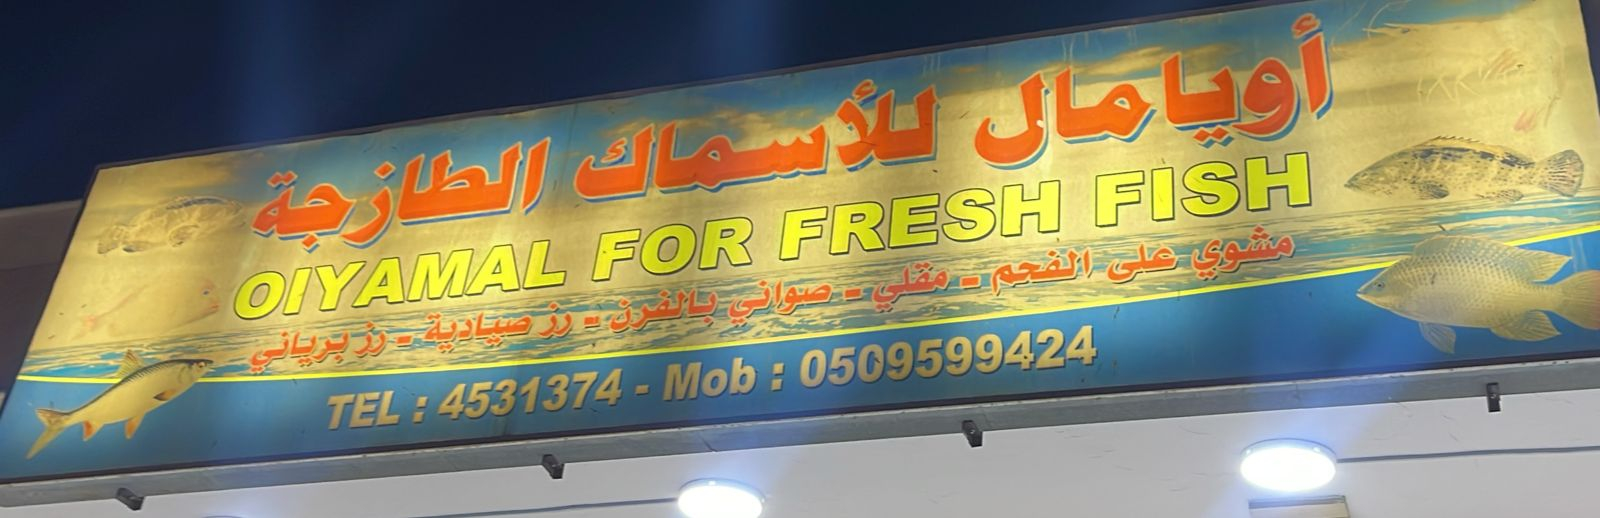 أويامال للأسماك الطازجة
OIYAMAL FOR FRESH FISH
مشوي على الفحم - مقلي - صواني بالفرن - رز صيادية - رز برياني
TEL : 4531374 - Mob : 0509599424